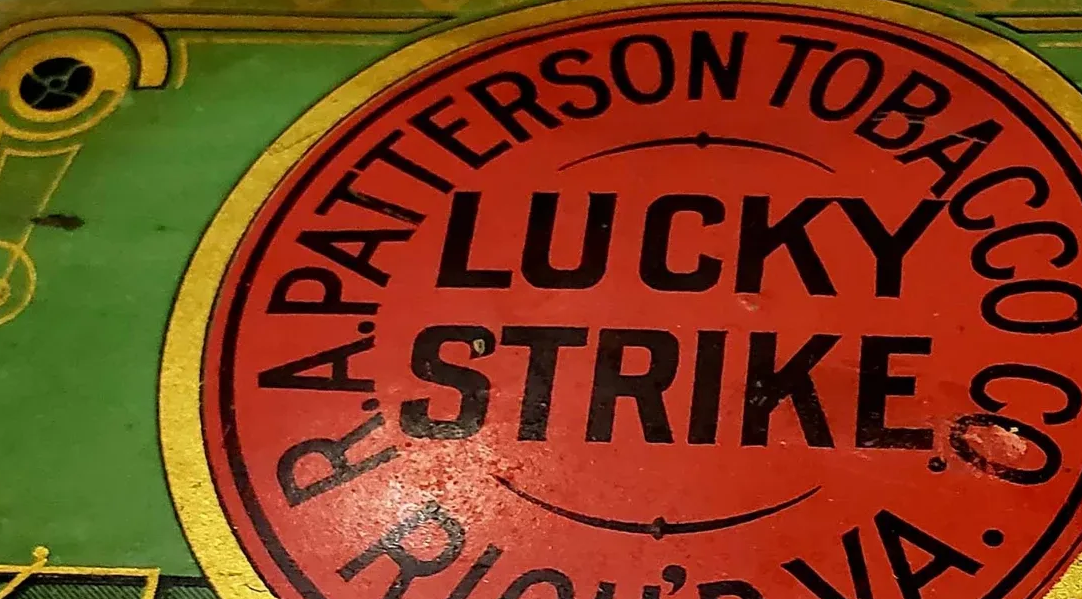 R.A. PATTERSON TOBACCO CO.
LUCKY
STRIKE
RICH'D VA.